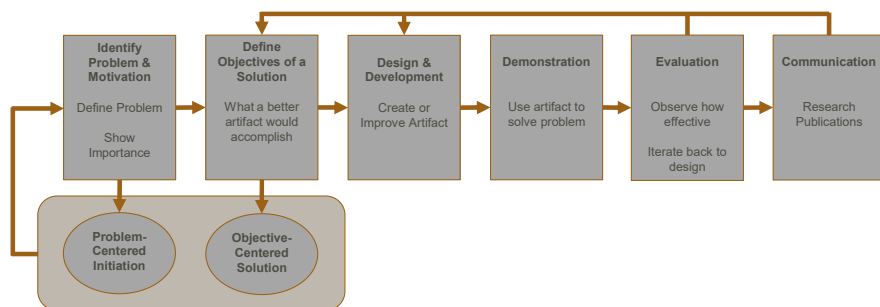 Identify
Problem &
Motivation
Define Problem
Show
Importance
Define
Objectives of a
Solution
What a better
artifact would
accomplish
Design &
Development
Create or
Improve Artifact
Demonstration
Use artifact to
solve problem
Evaluation
Observe how
effective
Iterate back to
design
Communication
Research
Publications
Problem-
Centered
Initiation
Objective-
Centered
Solution